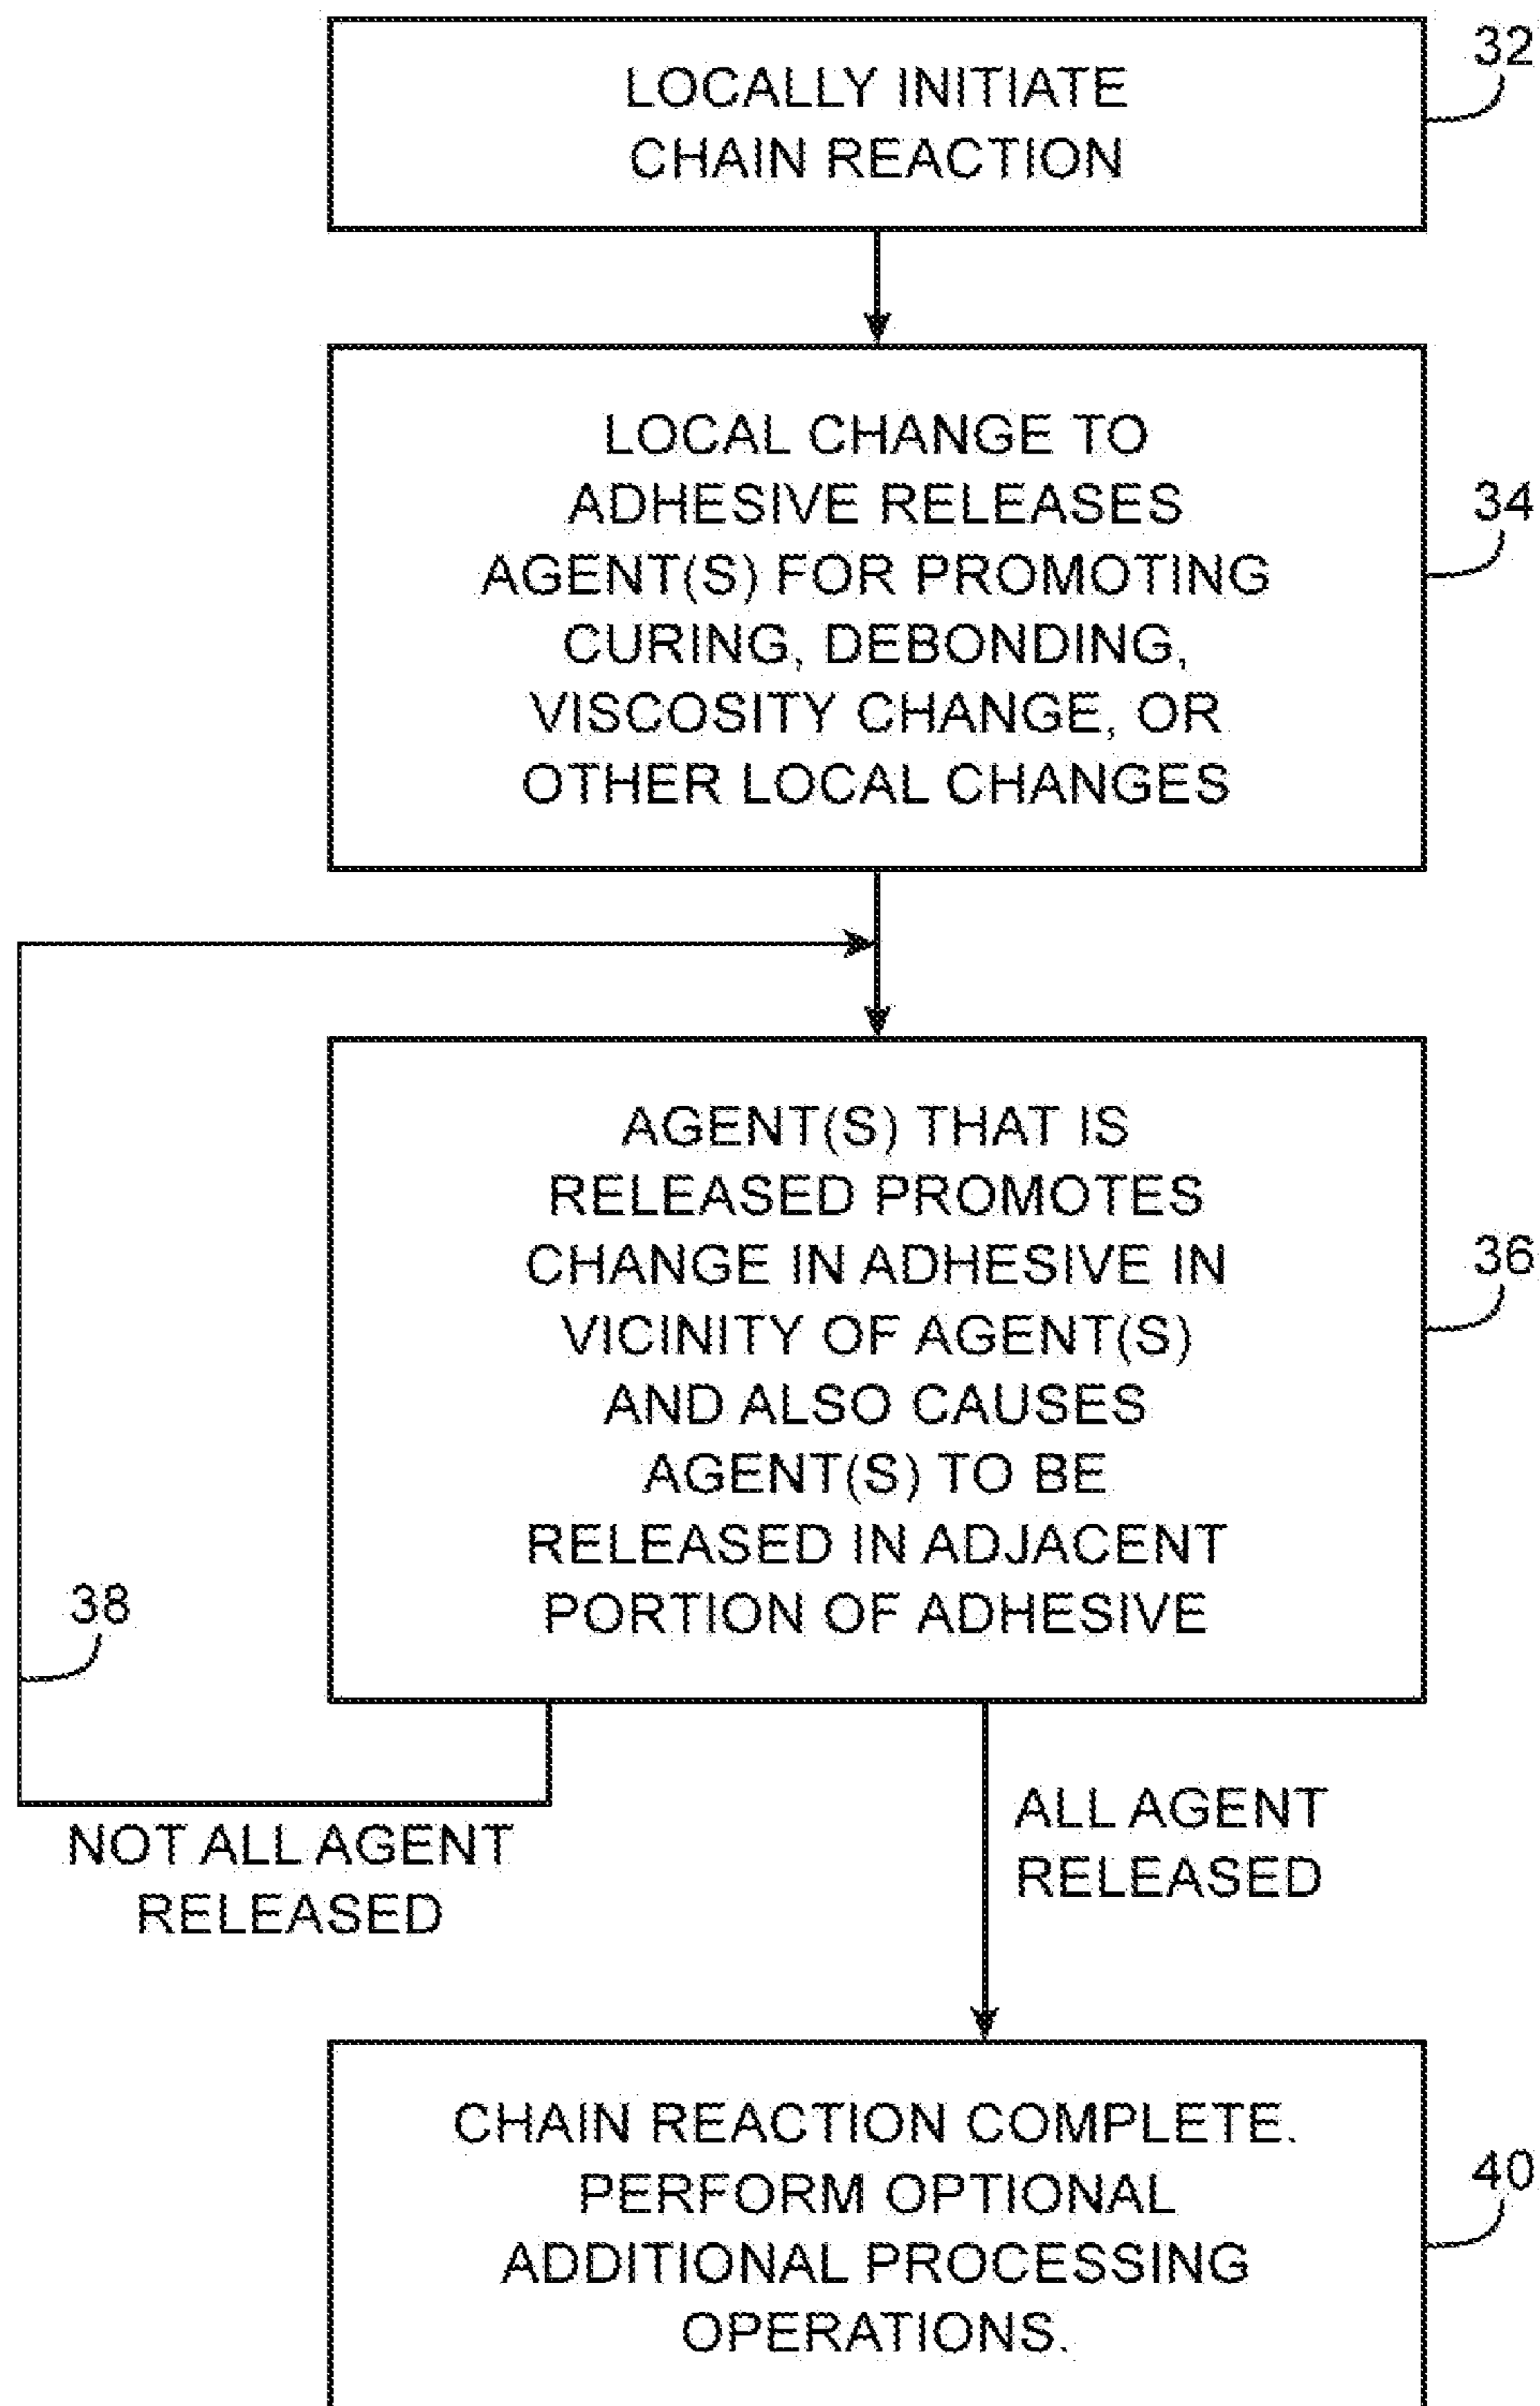 LOCALLY INITIATE
CHAIN REACTION
32
LOCAL CHANGE TO
ADHESIVE RELEASES
AGENT(S) FOR PROMOTING
CURING, DEBONDING,
VISCOSITY CHANGE, OR
OTHER LOCAL CHANGES
34
AGENT(S) THAT IS
RELEASED PROMOTES
CHANGE IN ADHESIVE IN
VICINITY OF AGENT(S)
AND ALSO CAUSES
AGENT(S) TO BE
RELEASED IN ADJACENT
PORTION OF ADHESIVE
36
38
NOT ALL AGENT
RELEASED
ALL AGENT
RELEASED
CHAIN REACTION COMPLETE.
PERFORM OPTIONAL
ADDITIONAL PROCESSING
OPERATIONS.
40